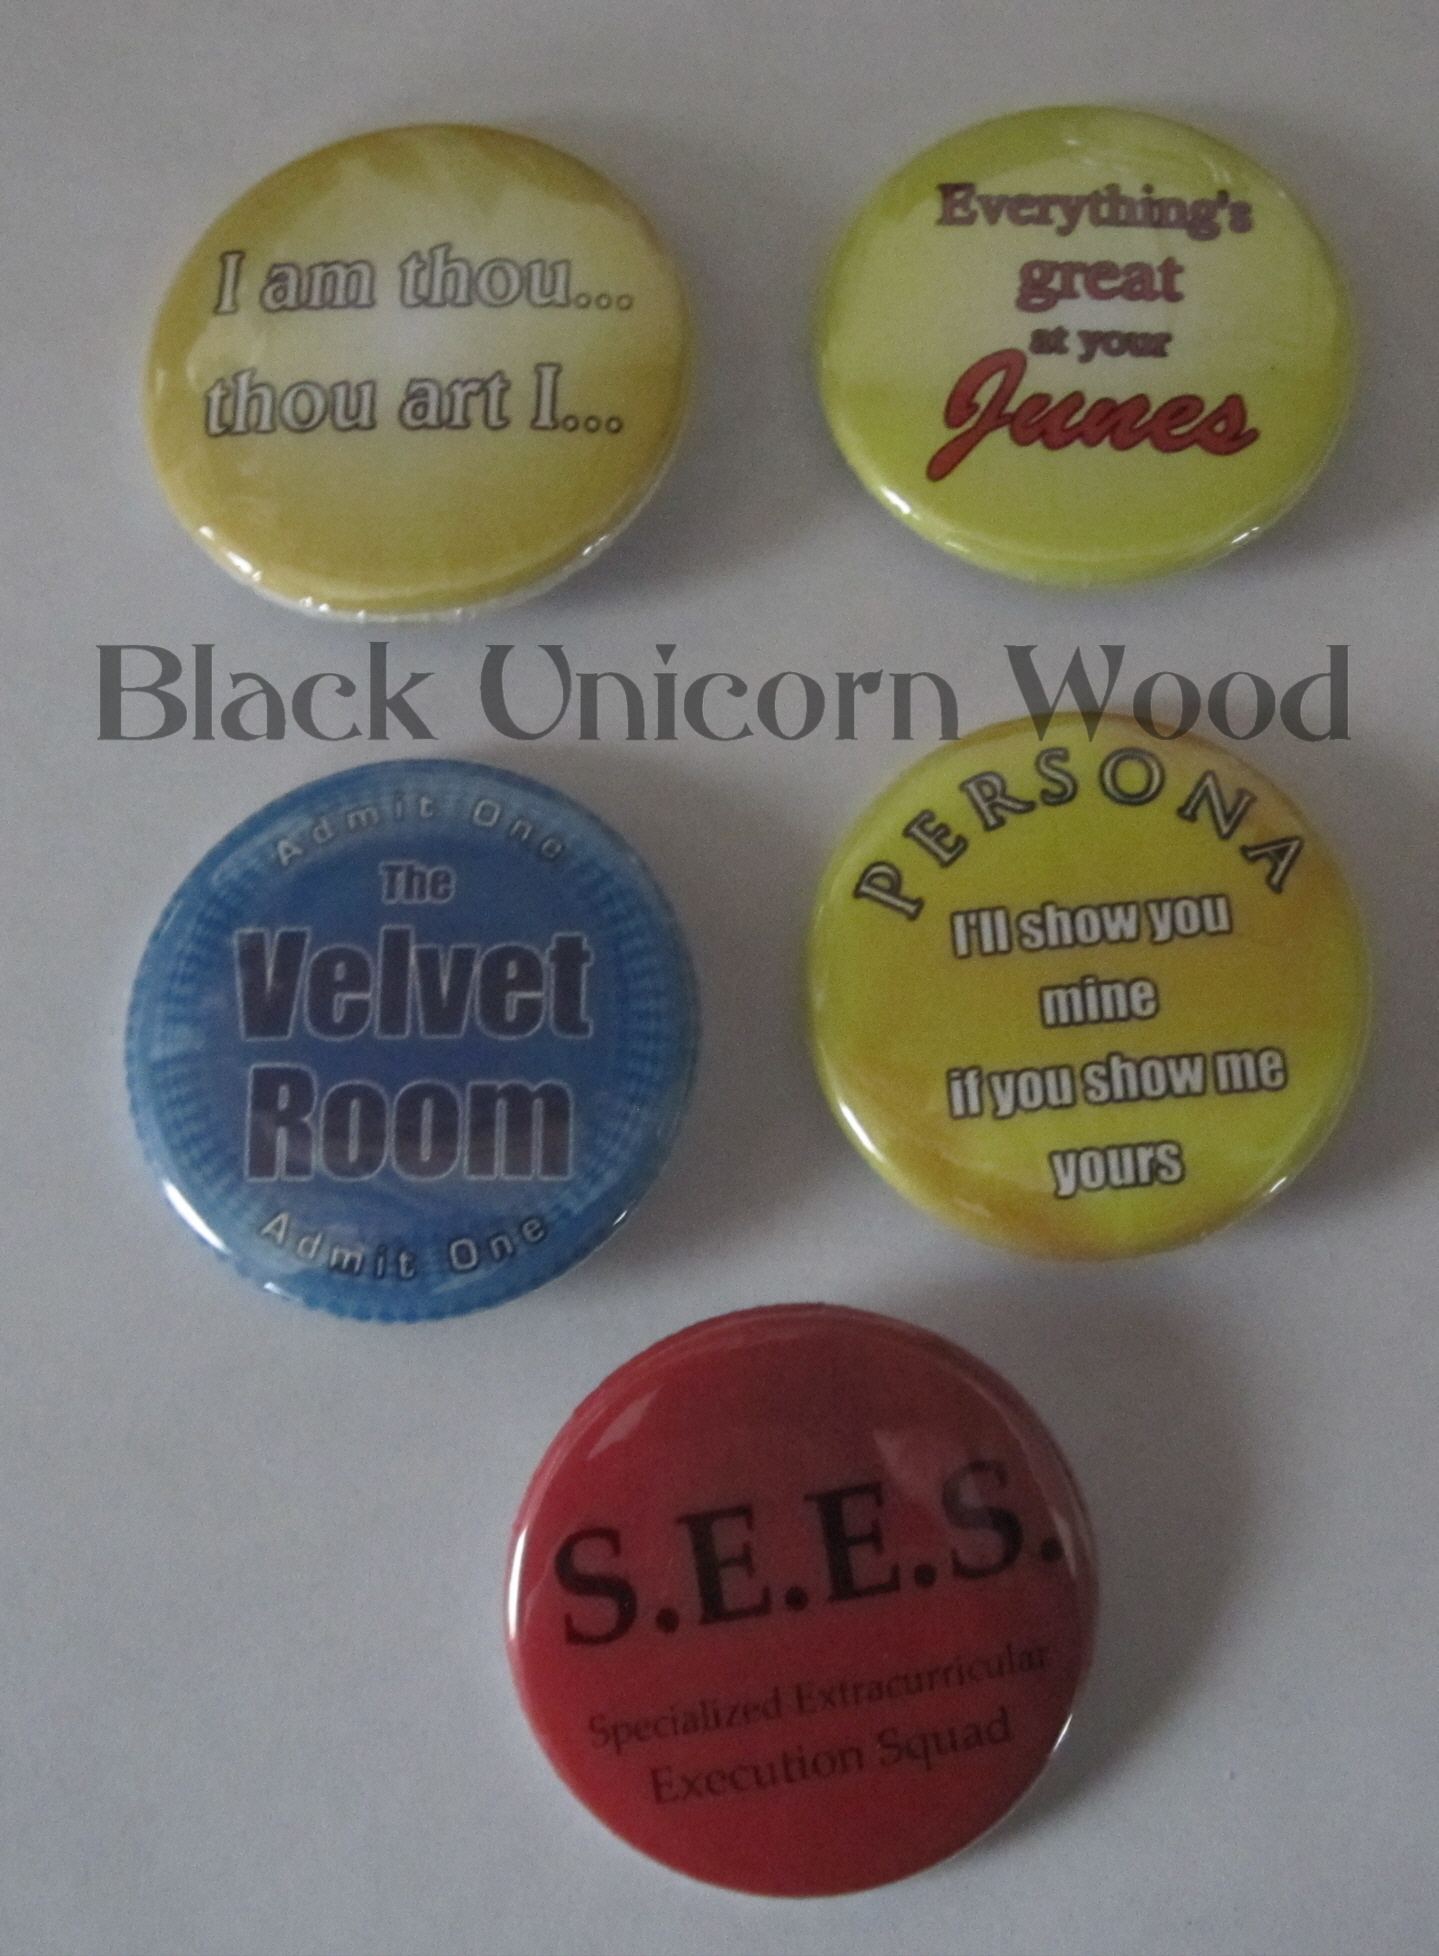 I am thou...
thou art I...
Everything's
great
at your
Junes
Black Unicorn Wood
Admit One
The
Velvet
Room
Admit One
PERSONA
I'll show you
mine
if you show me
yours
S.E.E.S.
Specialized Extracurricular
Execution Squad